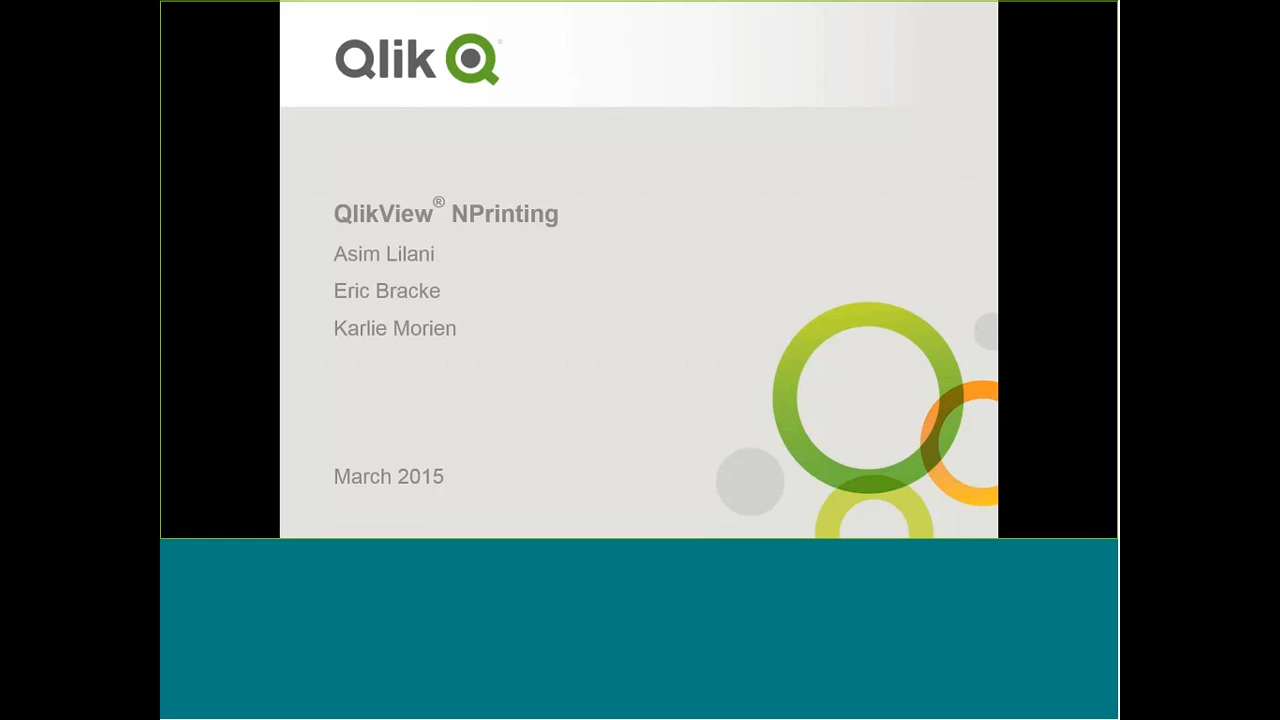 Qlik
QlikView® NPrinting
Asim Lilani
Eric Bracke
Karlie Morien
March 2015